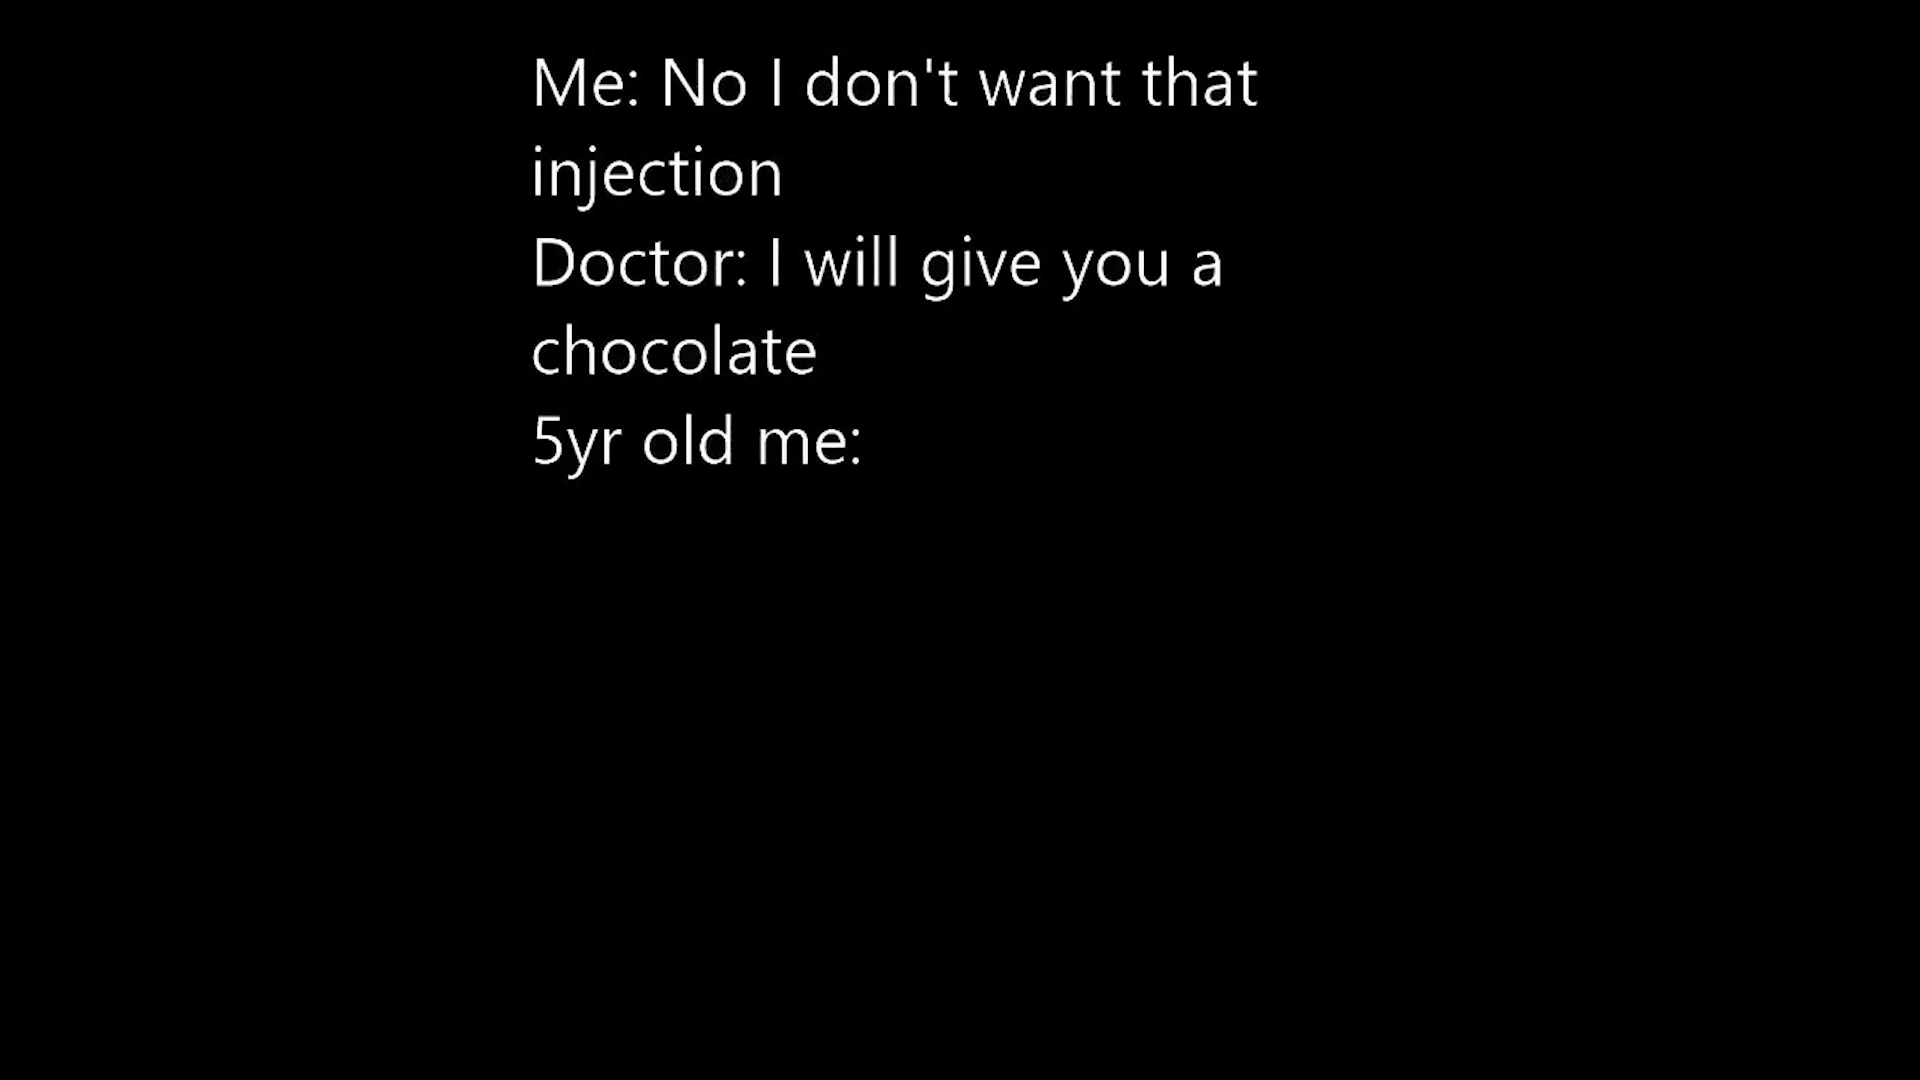 Me: No I don't want that
injection
Doctor: I will give you a
chocolate
5yr old me: